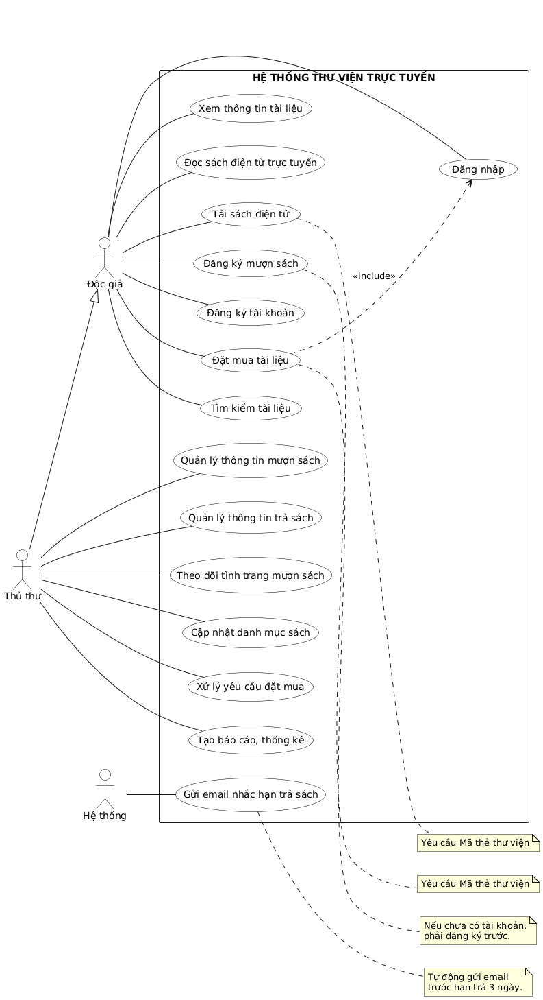 HỆ THỐNG THƯ VIỆN TRỰC TUYẾN
Xem thông tin tài liệu
Đọc sách điện tử trực tuyến
Đăng nhập
Tải sách điện tử
Đăng ký mượn sách
«include»
Độc giả
Đăng ký tài khoản
Đặt mua tài liệu
Tìm kiếm tài liệu
Quản lý thông tin mượn sách
Quản lý thông tin trả sách
Theo dõi tình trạng mượn sách
Thủ thư
Cập nhật danh mục sách
Xử lý yêu cầu đặt mua
Tạo báo cáo, thống kê
Gửi email nhắc hạn trả sách
Hệ thống
Yêu cầu Mã thẻ thư viện
Yêu cầu Mã thẻ thư viện
Nếu chưa có tài khoản,
phải đăng ký trước.
Tự động gửi email
trước hạn trả 3 ngày.